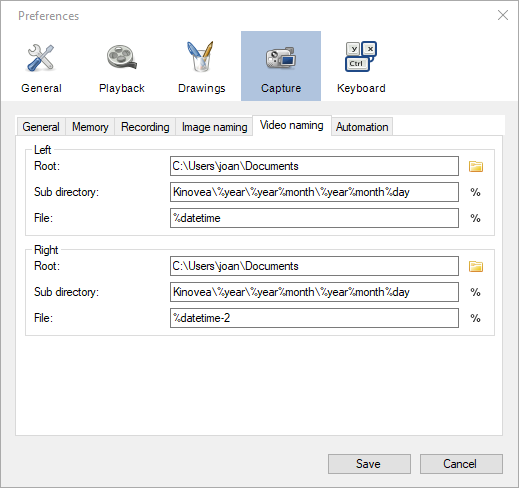 Preferences
General Playback Drawings Capture Y X Ctrl Keyboard
General Memory Recording Image naming Video naming Automation
Left
Root: C:\Users\joan\Documents
Sub directory: Kinovea\%year\%year%month\%year%month%day %
File: %datetime %
Right
Root: C:\Users\joan\Documents
Sub directory: Kinovea\%year\%year%month\%year%month%day %
File: %datetime-2 %
Save Cancel